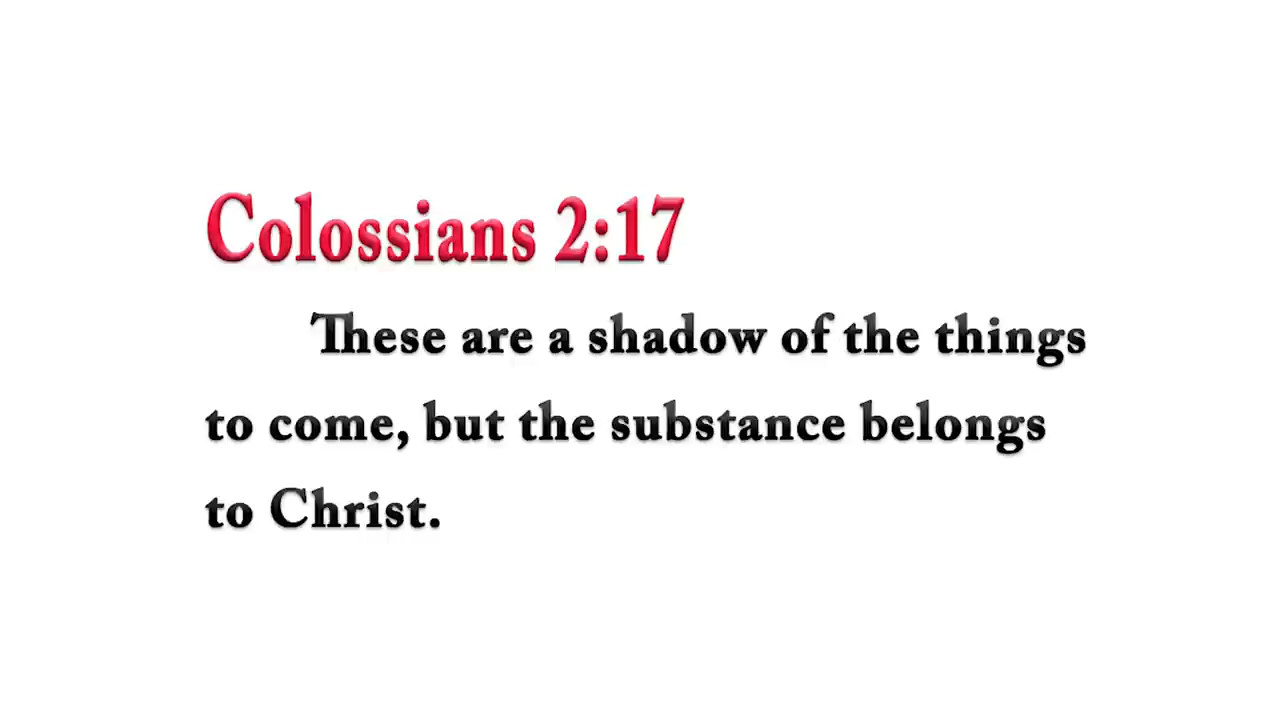 Colossians 2:17
These are a shadow of the things
to come, but the substance belongs
to Christ.